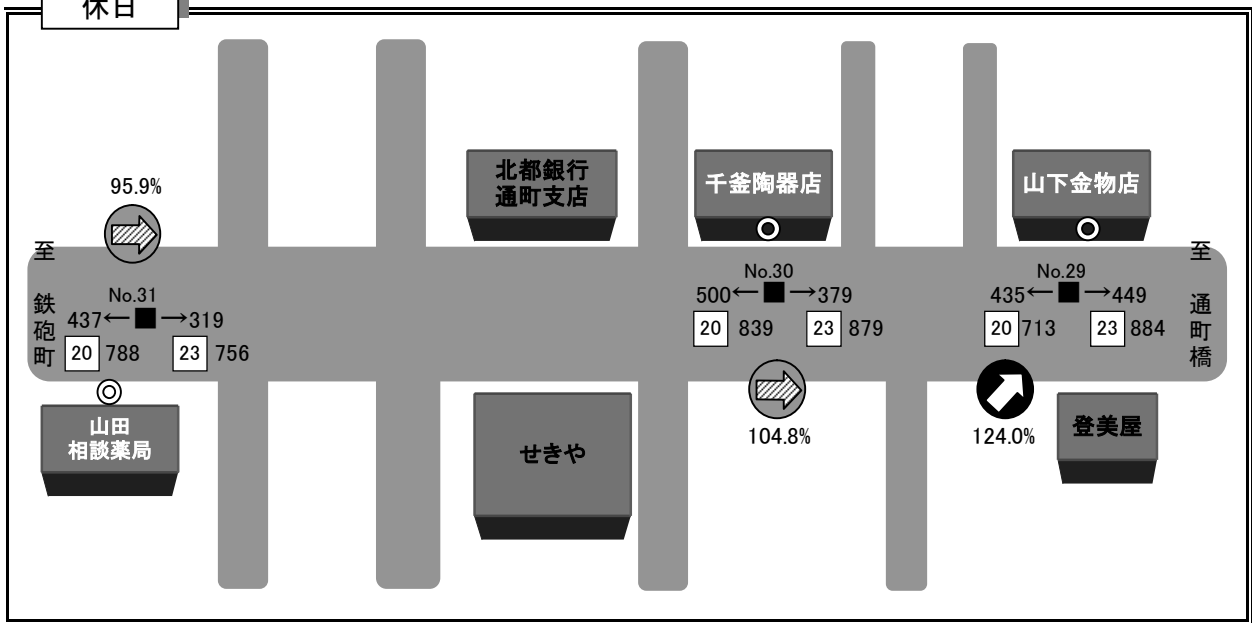 休日
95.9%
北都銀行
通町支店
千釜陶器店
山下金物店
至 鉄砲町
No.31
437←■→319
20 788 23 756
山田
相談薬局
せきや
No.30
500←■→379
20 839 23 879
104.8%
No.29
435←■→449
20 713 23 884
124.0%
登美屋
至 通町橋